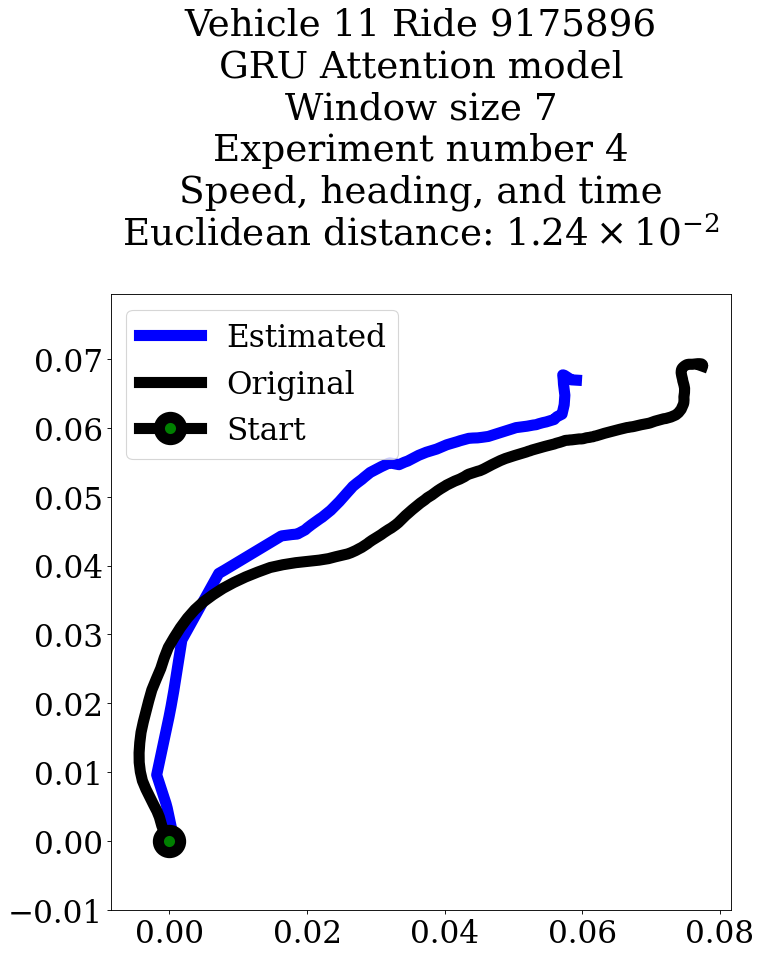 Vehicle 11 Ride 9175896
GRU Attention model
Window size 7
Experiment number 4
Speed, heading, and time
Euclidean distance: 1.24 × 10⁻²
Estimated
Original
Start
0.07
0.06
0.05
0.04
0.03
0.02
0.01
0.00
−0.01
0.00 0.02 0.04 0.06 0.08